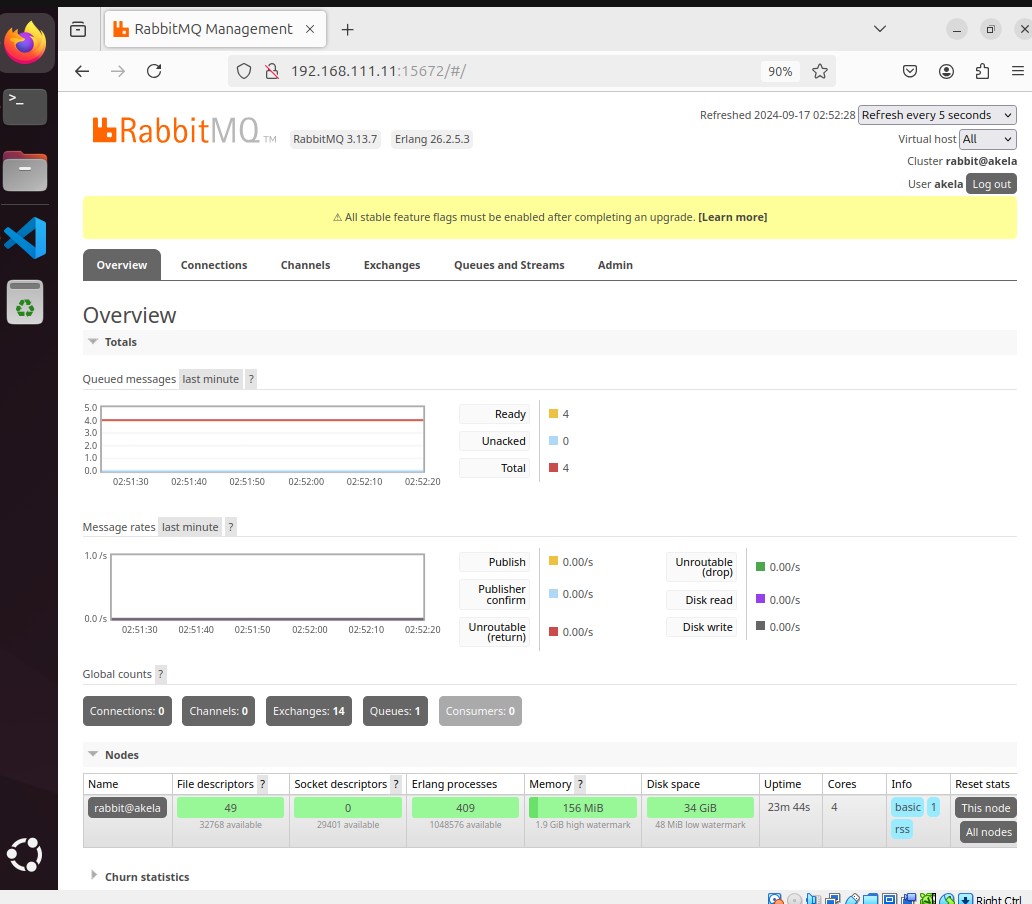 RabbitMQ Management
192.168.111.11:15672/#/
90%
Refreshed 2024-09-17 02:52:28 Refresh every 5 seconds
RabbitMQ TM RabbitMQ 3.13.7 Erlang 26.2.5.3
Virtual host All
Cluster rabbit@akela
User akela Log out
⚠ All stable feature flags must be enabled after completing an upgrade. [Learn more]
Overview Connections Channels Exchanges Queues and Streams Admin
Overview
Totals
Queued messages last minute ?
5.0
4.0
3.0
2.0
1.0
0.0
02:51:30 02:51:40 02:51:50 02:52:00 02:52:10 02:52:20
Ready 4
Unacked 0
Total 4
Message rates last minute ?
1.0 /s
0.0 /s
02:51:30 02:51:40 02:51:50 02:52:00 02:52:10 02:52:20
Publish 0.00/s
Publisher
confirm 0.00/s
Unroutable
(return) 0.00/s
Unroutable
(drop) 0.00/s
Disk read 0.00/s
Disk write 0.00/s
Global counts ?
Connections: 0 Channels: 0 Exchanges: 14 Queues: 1 Consumers: 0
Nodes
Name File descriptors ? Socket descriptors ? Erlang processes Memory ? Disk space Uptime Cores Info Reset stats
rabbit@akela 49 0 409 156 MiB 34 GiB 23m 44s 4 basic 1 This node
32768 available 29401 available 1048576 available 1.9 GiB high watermark 48 MiB low watermark
rss All nodes
Churn statistics
Right Ctrl